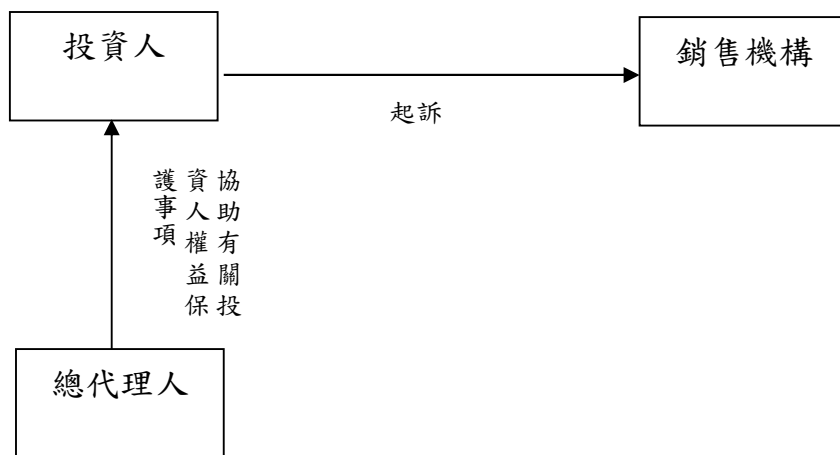 投資人
銷售機構
起訴
協助有關投
資人權益保
護事項
總代理人